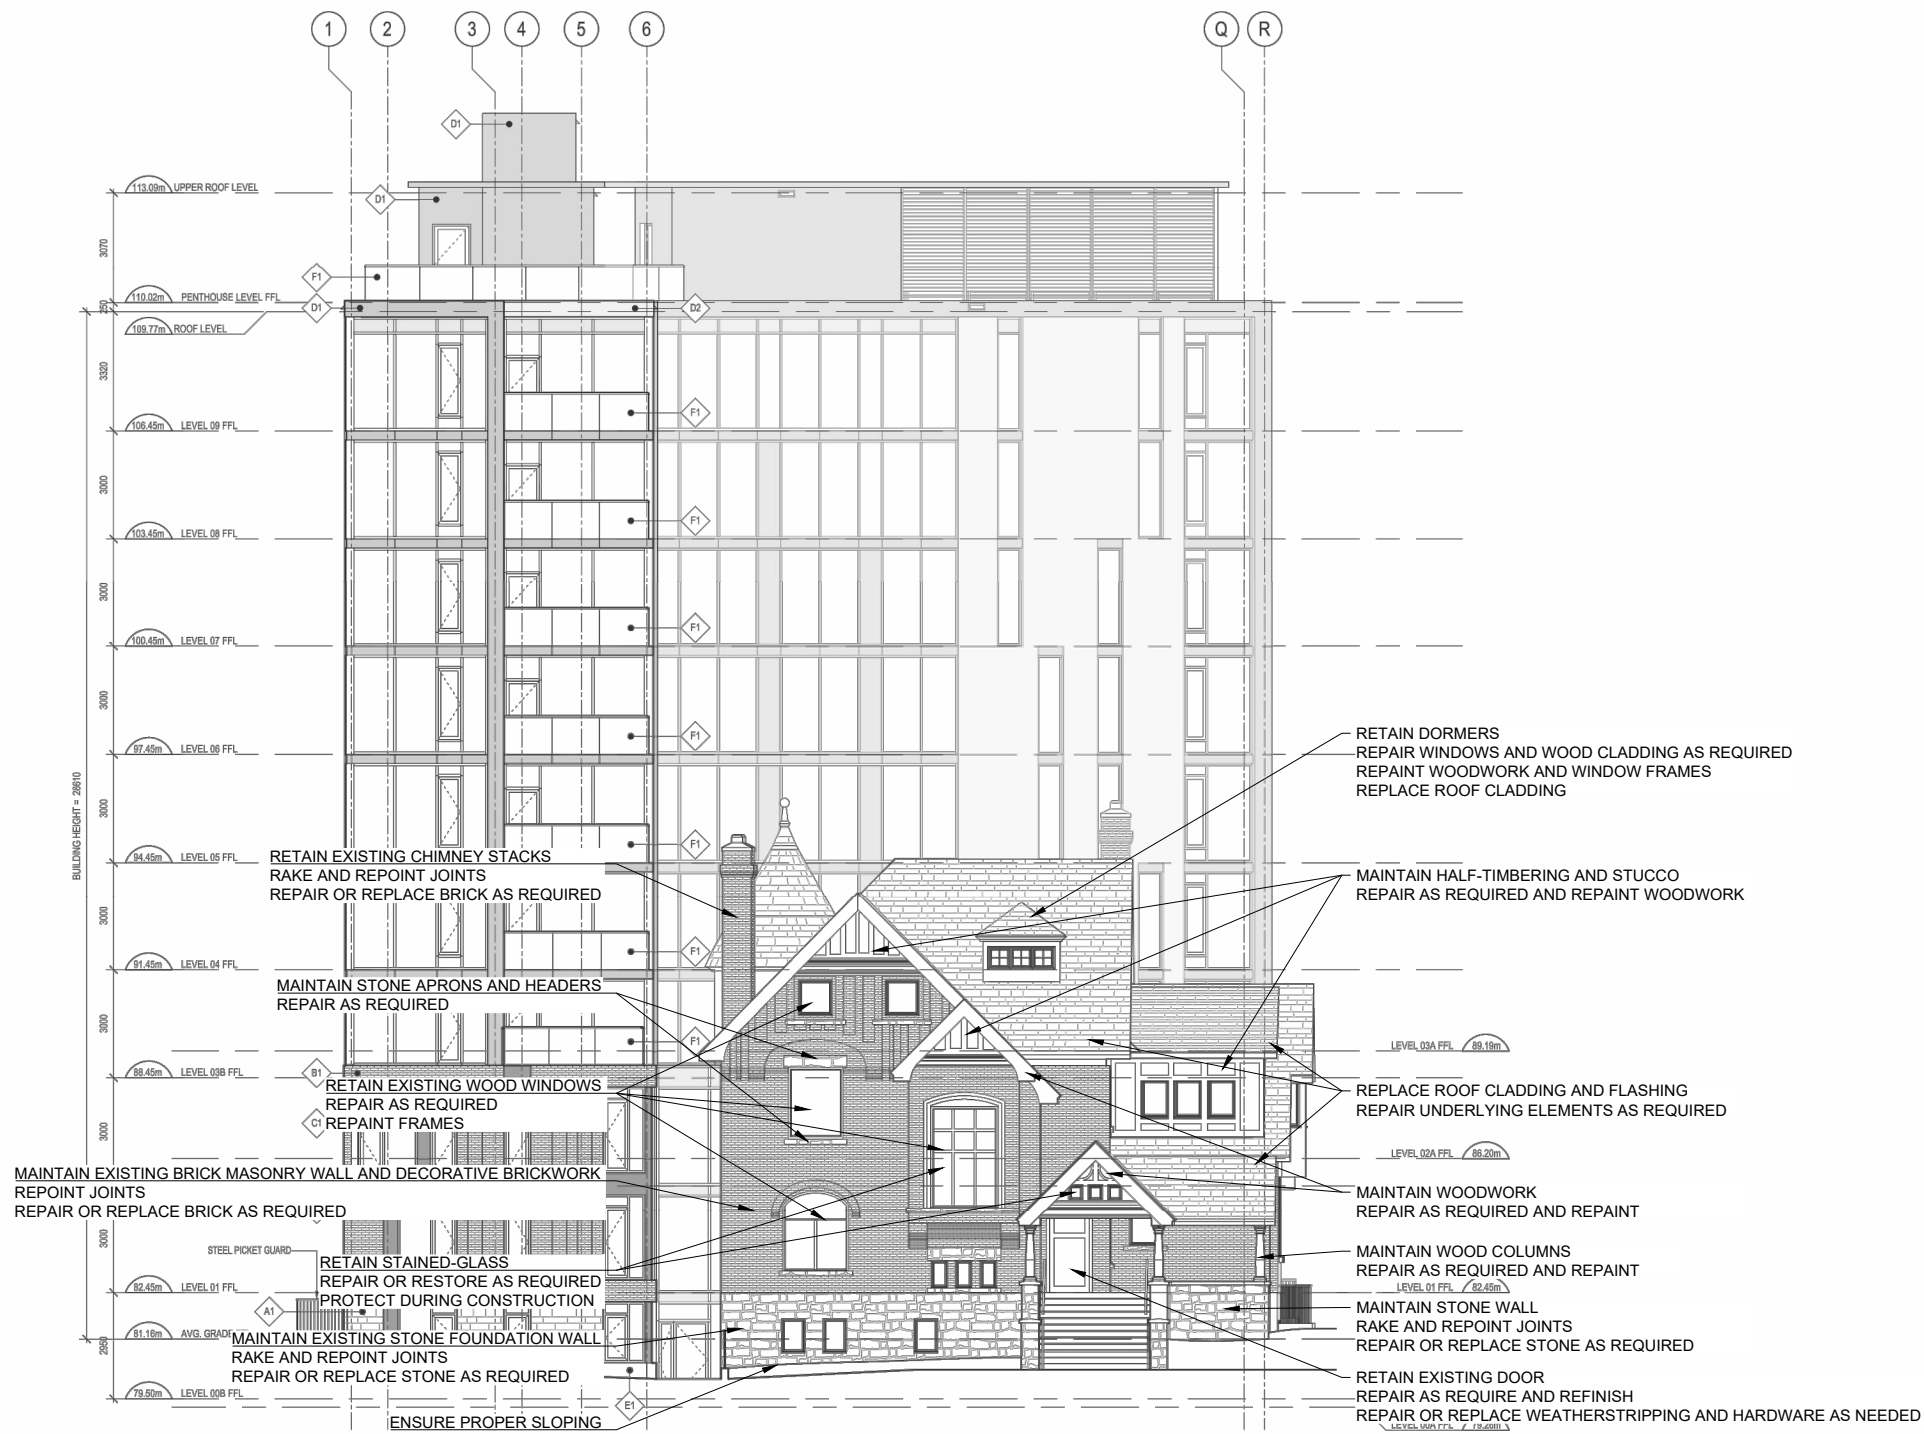 1 2 3 4 5 6 Q R
D1
113.09m UPPER ROOF LEVEL
D1
3070
F1
110.02m PENTHOUSE LEVEL FFL
250
D1
D2
109.77m ROOF LEVEL
3320
F1
106.45m LEVEL 09 FFL
3000
F1
103.45m LEVEL 08 FFL
3000
F1
100.45m LEVEL 07 FFL
3000
F1
97.45m LEVEL 06 FFL
3000
BUILDING HEIGHT = 28610
F1
94.45m LEVEL 05 FFL
3000
F1
91.45m LEVEL 04 FFL
3000
F1
88.45m LEVEL 03B FFL
B1
3000
C1
3000
STEEL PICKET GUARD
82.45m LEVEL 01 FFL
A1
81.16m AVG. GRADE
2950
79.50m LEVEL 00B FFL
E1
RETAIN EXISTING CHIMNEY STACKS
RAKE AND REPOINT JOINTS
REPAIR OR REPLACE BRICK AS REQUIRED
MAINTAIN STONE APRONS AND HEADERS
REPAIR AS REQUIRED
RETAIN EXISTING WOOD WINDOWS
REPAIR AS REQUIRED
REPAINT FRAMES
MAINTAIN EXISTING BRICK MASONRY WALL AND DECORATIVE BRICKWORK
REPOINT JOINTS
REPAIR OR REPLACE BRICK AS REQUIRED
RETAIN STAINED-GLASS
REPAIR OR RESTORE AS REQUIRED
PROTECT DURING CONSTRUCTION
MAINTAIN EXISTING STONE FOUNDATION WALL
RAKE AND REPOINT JOINTS
REPAIR OR REPLACE STONE AS REQUIRED
ENSURE PROPER SLOPING
RETAIN DORMERS
REPAIR WINDOWS AND WOOD CLADDING AS REQUIRED
REPAINT WOODWORK AND WINDOW FRAMES
REPLACE ROOF CLADDING
MAINTAIN HALF-TIMBERING AND STUCCO
REPAIR AS REQUIRED AND REPAINT WOODWORK
LEVEL 03A FFL 89.19m
REPLACE ROOF CLADDING AND FLASHING
REPAIR UNDERLYING ELEMENTS AS REQUIRED
LEVEL 02A FFL 86.20m
MAINTAIN WOODWORK
REPAIR AS REQUIRED AND REPAINT
MAINTAIN WOOD COLUMNS
REPAIR AS REQUIRED AND REPAINT
LEVEL 01 FFL 82.45m
MAINTAIN STONE WALL
RAKE AND REPOINT JOINTS
REPAIR OR REPLACE STONE AS REQUIRED
RETAIN EXISTING DOOR
REPAIR AS REQUIRE AND REFINISH
REPAIR OR REPLACE WEATHERSTRIPPING AND HARDWARE AS NEEDED
LEVEL 00A FFL 79.26m